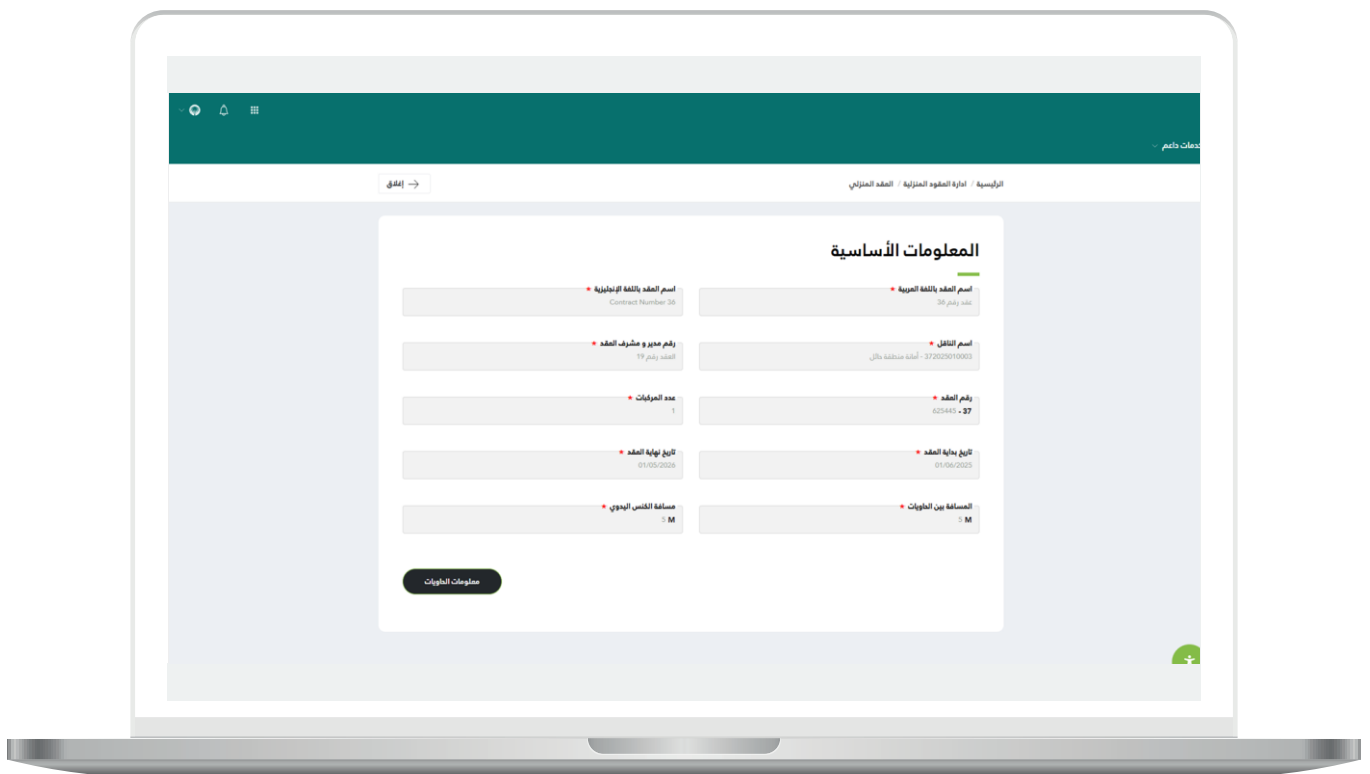 خدمات داعم
الرئيسية / ادارة العقود المنزلية / العقد المنزلي
إغلاق
المعلومات الأساسية
اسم العقد باللغة العربية *
عقد رقم 36
اسم العقد باللغة الإنجليزية *
Contract Number 36
اسم الناقل *
372025010003 - أمانة منطقة حائل
رقم مدير و مشرف العقد *
العقد رقم 19
رقم العقد *
37 - 625445
عدد المركبات *
1
تاريخ بداية العقد *
01/06/2025
تاريخ نهاية العقد *
01/05/2026
المسافة بين الحاويات *
5 M
مسافة الكنس اليدوي *
5 M
معلومات الحاويات